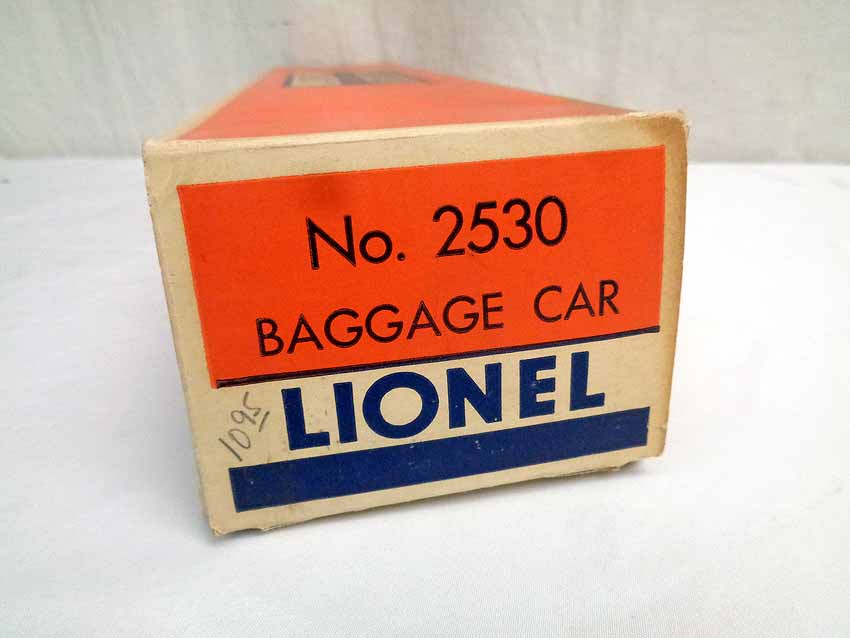 No. 2530
BAGGAGE CAR
LIONEL
1095